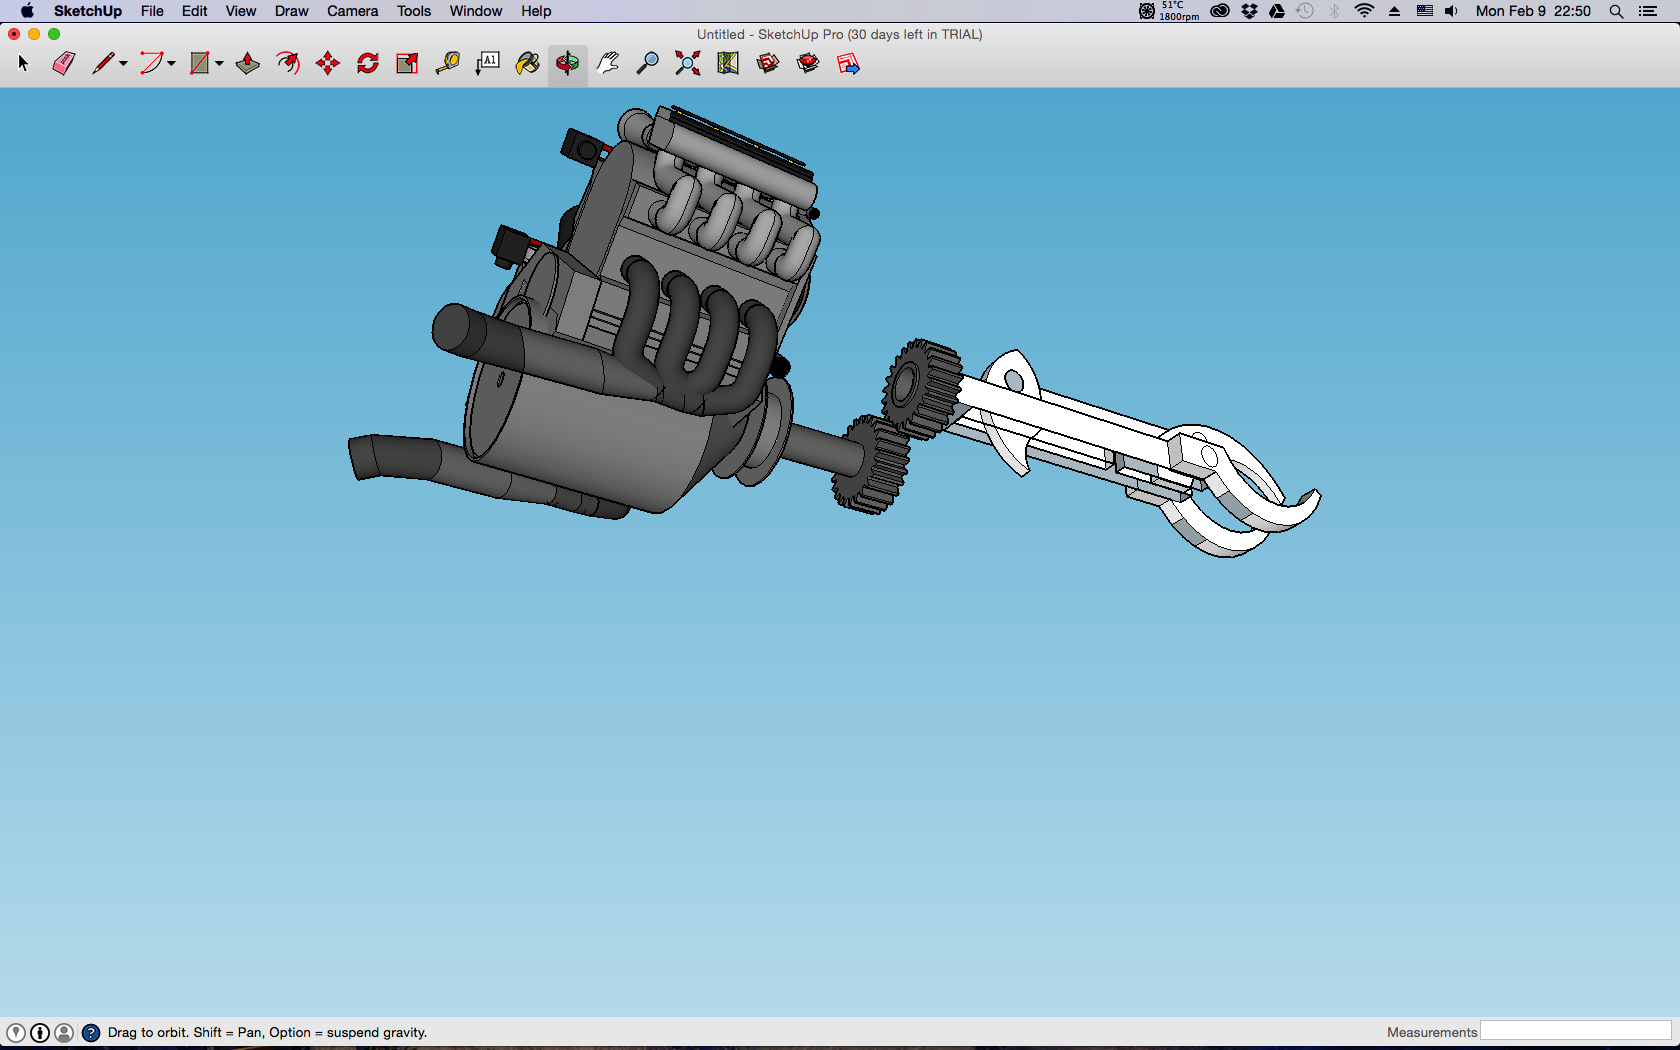 SketchUp File Edit View Draw Camera Tools Window Help 51°C 1800rpm Mon Feb 9 22:50
Untitled - SketchUp Pro (30 days left in TRIAL)
A1
?
Drag to orbit. Shift = Pan, Option = suspend gravity. Measurements